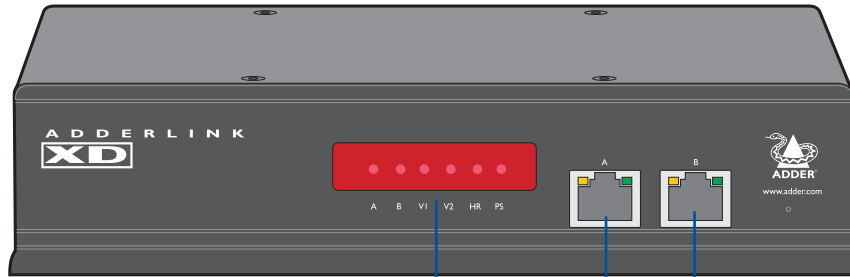 ADDERLINK
XD
A B V1 V2 HR PS
A
B
ADDER®
www.adder.com